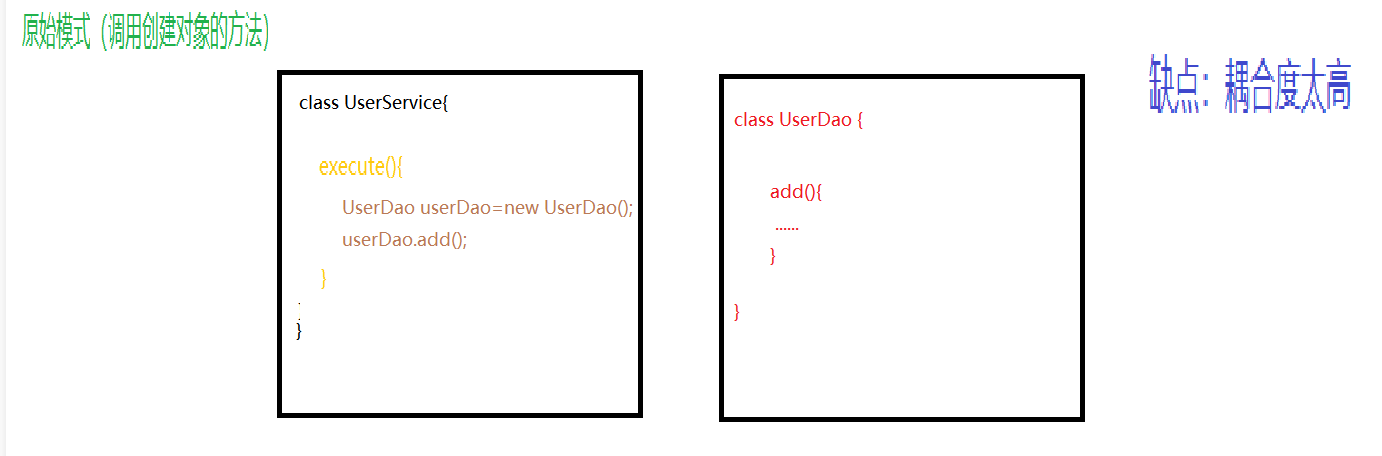 原始模式（调用创建对象的方法）
缺点：耦合度太高
class UserService{
execute(){
UserDao userDao=new UserDao();
userDao.add();
}
.
.
}
class UserDao {
add(){
......
}
}